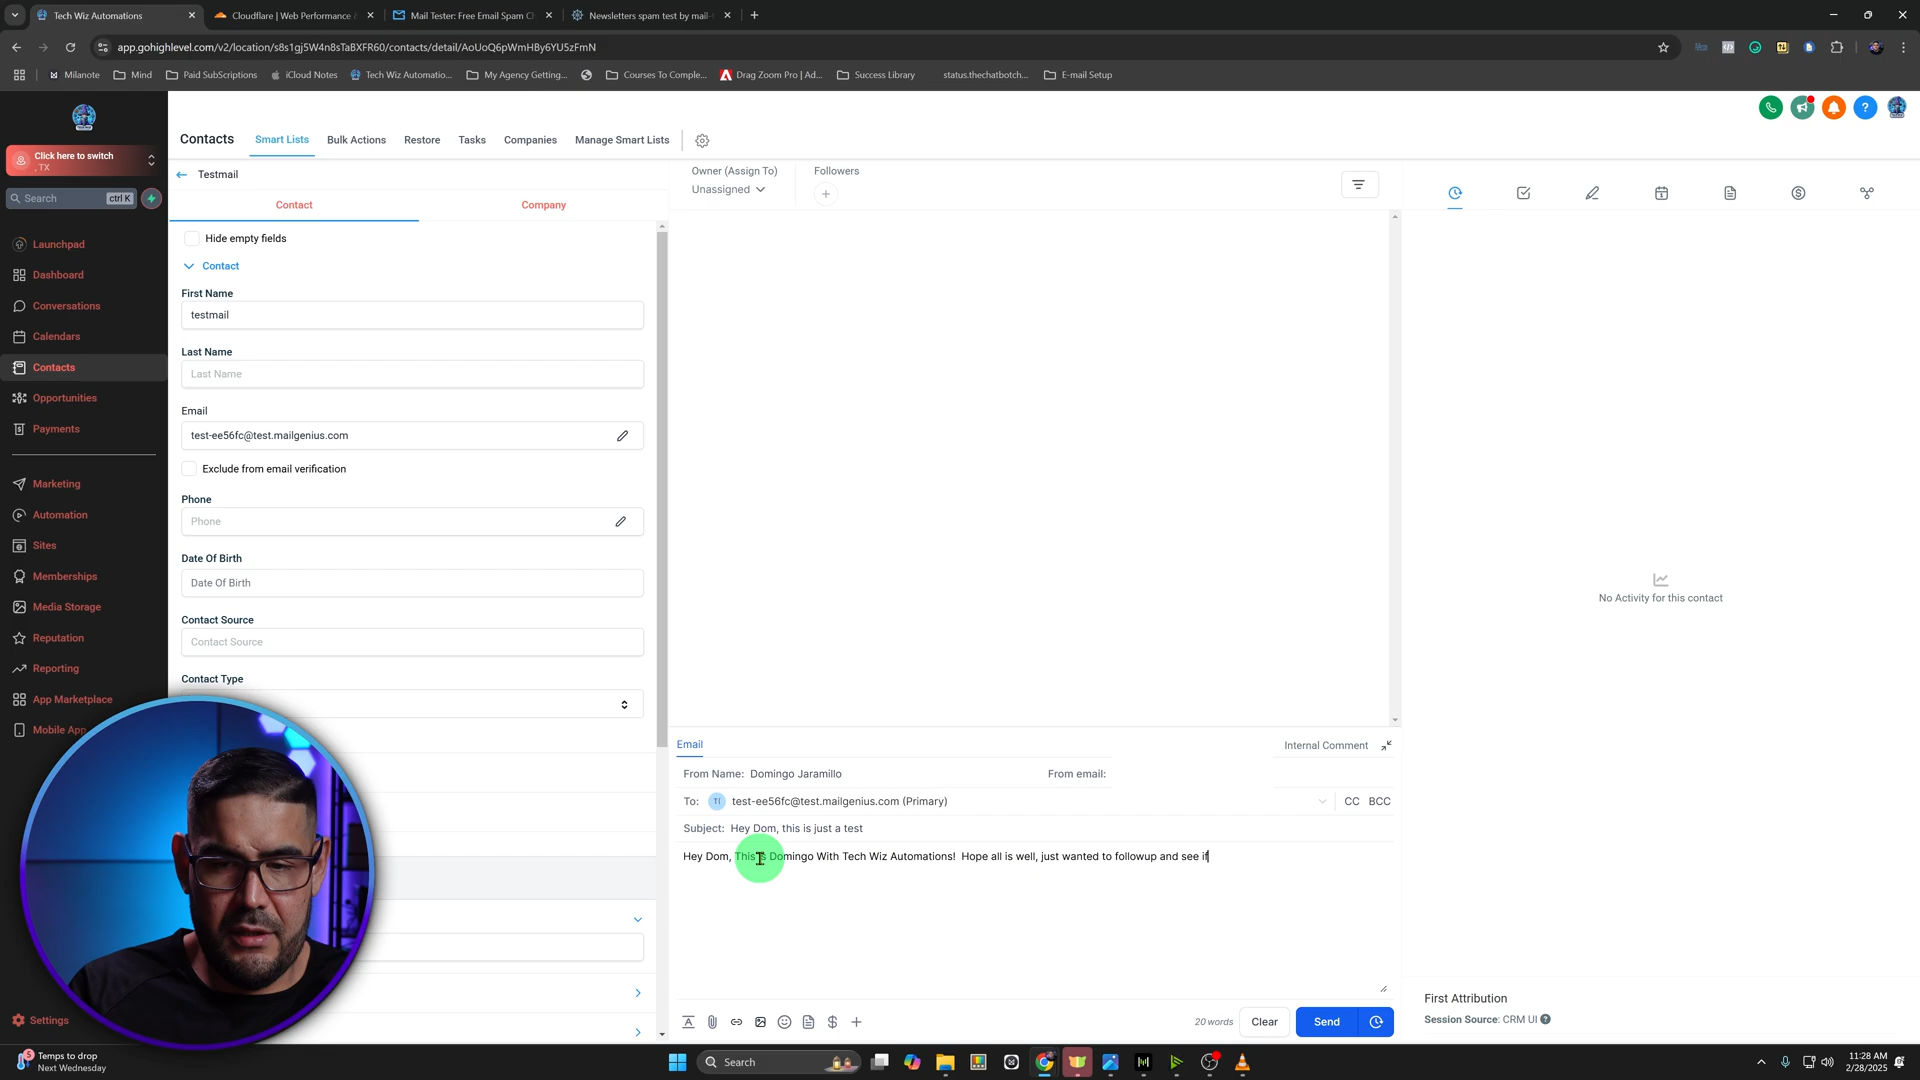 Tech Wiz Automations
Cloudflare | Web Performance &
Mail Tester: Free Email Spam Ch
Newsletters spam test by mail-t
app.gohighlevel.com/v2/location/s8s1gj5W4n8sTaBXFR60/contacts/detail/AoUoQ6pWmHBy6YU5zFmN
Milanote
Mind
Paid SubScriptions
iCloud Notes
Tech Wiz Automatio...
My Agency Getting...
Courses To Comple...
Drag Zoom Pro | Ad...
Success Library
status.thechatbotch...
E-mail Setup
Click here to switch
, TX
Search
ctrl K
Launchpad
Dashboard
Conversations
Calendars
Contacts
Opportunities
Payments
Marketing
Automation
Sites
Memberships
Media Storage
Reputation
Reporting
App Marketplace
Mobile App
Settings
Contacts
Smart Lists
Bulk Actions
Restore
Tasks
Companies
Manage Smart Lists
Testmail
Contact
Company
Hide empty fields
Contact
First Name
testmail
Last Name
Last Name
Email
test-ee56fc@test.mailgenius.com
Exclude from email verification
Phone
Phone
Date Of Birth
Date Of Birth
Contact Source
Contact Source
Contact Type
Owner (Assign To)
Unassigned
Followers
Email
Internal Comment
From Name: Domingo Jaramillo
From email:
To: T( test-ee56fc@test.mailgenius.com (Primary)
CC BCC
Subject: Hey Dom, this is just a test
Hey Dom, This is Domingo With Tech Wiz Automations! Hope all is well, just wanted to followup and see if
20 words
Clear
Send
No Activity for this contact
First Attribution
Session Source: CRM UI
5
Temps to drop
Next Wednesday
Search
11:28 AM
2/28/2025